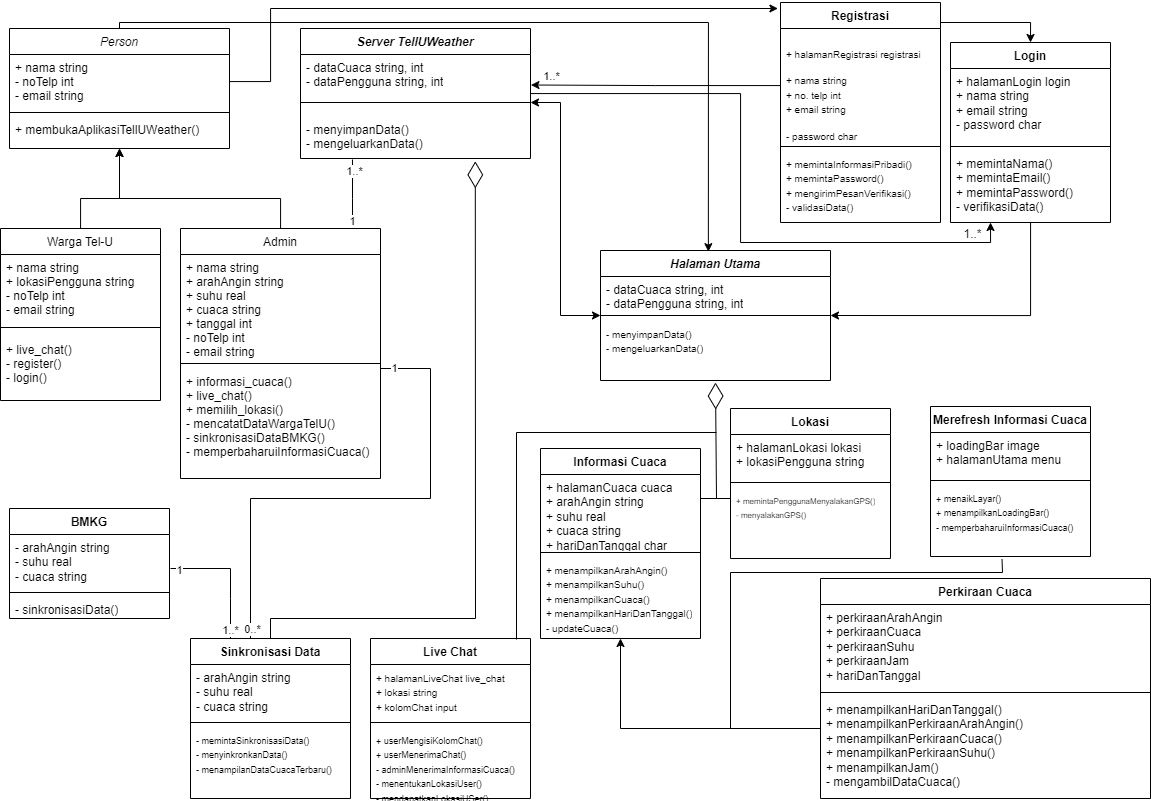 Person
+ nama string
- noTelp int
- email string
+ membukaAplikasiTellUWeather()
Server TellUWeather
- dataCuaca string, int
- dataPengguna string, int
- menyimpanData()
- mengeluarkanData()
1..*
Registrasi
+ halamanRegistrasi registrasi
+ nama string
+ no. telp int
+ email string
- password char
+ memintaInformasiPribadi()
+ memintaPassword()
+ mengirimPesanVerifikasi()
- validasiData()
Login
+ halamanLogin login
+ nama string
+ email string
- password char
+ memintaNama()
+ memintaEmail()
+ memintaPassword()
- verifikasiData()
1..*
1..*
1
Warga Tel-U
+ nama string
+ lokasiPengguna string
- noTelp int
- email string
+ live_chat()
- register()
- login()
Admin
+ nama string
+ arahAngin string
+ suhu real
+ cuaca string
+ tanggal int
- noTelp int
- email string
+ informasi_cuaca()
+ live_chat()
+ memilih_lokasi()
- mencatatDataWargaTelU()
- sinkronisasiDataBMKG()
- memperbaharuiInformasiCuaca()
1
Halaman Utama
- dataCuaca string, int
- dataPengguna string, int
- menyimpanData()
- mengeluarkanData()
Lokasi
+ halamanLokasi lokasi
+ lokasiPengguna string
+ memintaPenggunaMenyalakanGPS()
- menyalakanGPS()
Merefresh Informasi Cuaca
+ loadingBar image
+ halamanUtama menu
+ menaikLayar()
+ menampilkanLoadingBar()
- memperbaharuiInformasiCuaca()
Informasi Cuaca
+ halamanCuaca cuaca
+ arahAngin string
+ suhu real
+ cuaca string
+ hariDanTanggal char
+ menampilkanArahAngin()
+ menampilkanSuhu()
+ menampilkanCuaca()
+ menampilkanHariDanTanggal()
- updateCuaca()
BMKG
- arahAngin string
- suhu real
- cuaca string
- sinkronisasiData()
1
1..*
0..*
Sinkronisasi Data
- arahAngin string
- suhu real
- cuaca string
- memintaSinkronisasiData()
- menyinkronkanData()
- menampilanDataCuacaTerbaru()
Live Chat
+ halamanLiveChat live_chat
+ lokasi string
+ kolomChat input
+ userMengisiKolomChat()
+ userMenerimaChat()
- adminMenerimaInformasiCuaca()
- menentukanLokasiUser()
- mendapatkanLokasiUSer()
Perkiraan Cuaca
+ perkiraanArahAngin
+ perkiraanCuaca
+ perkiraanSuhu
+ perkiraanJam
+ hariDanTanggal
+ menampilkanHariDanTanggal()
+ menampilkanPerkiraanArahAngin()
+ menampilkanPerkiraanCuaca()
+ menampilkanPerkiraanSuhu()
+ menampilkanJam()
- mengambilDataCuaca()